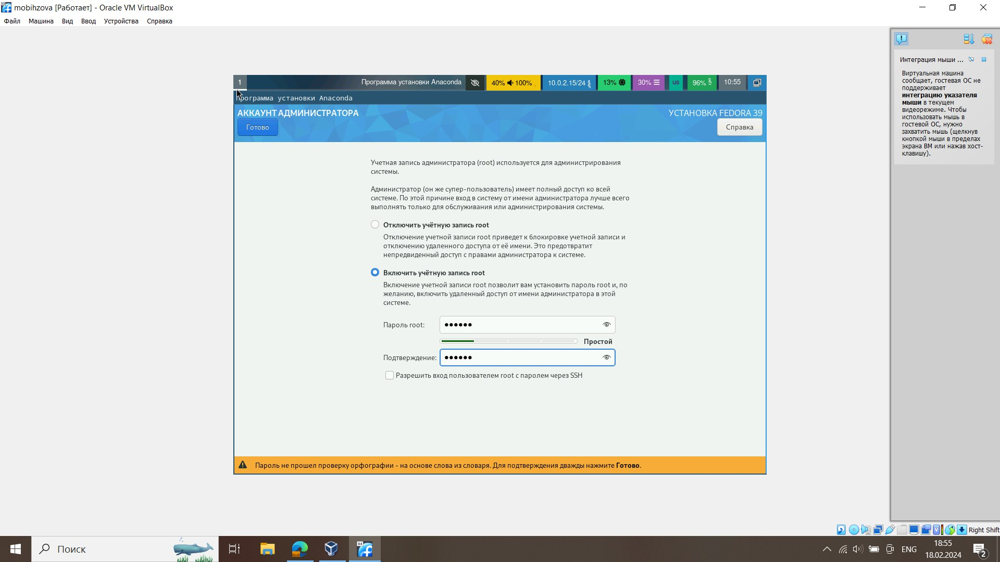 mobihzova [Работает] - Oracle VM VirtualBox
Файл Машина Вид Ввод Устройства Справка
1 Программа установки Anaconda 40% 100% 10.0.2.15/24 13% 30% us 96% 10:55
Программа установки Anaconda
АККАУНТ АДМИНИСТРАТОРА
УСТАНОВКА FEDORA 39
Готово
Справка
Учетная запись администратора (root) используется для администрирования
системы.
Администратор (он же супер-пользователь) имеет полный доступ ко всей
системе. По этой причине вход в систему от имени администратора лучше всего
выполнять только для обслуживания или администрирования системы.
Отключить учётную запись root
Отключение учетной записи root приведет к блокировке учетной записи и
отключению удаленного доступа от её имени. Это предотвратит
непредвиденный доступ с правами администратора к системе.
Включить учётную запись root
Включение учетной записи root позволит вам установить пароль root и, по
желанию, включить удаленный доступ от имени администратора в этой
системе.
Пароль root: ●●●●●●
Простой
Подтверждение: ●●●●●●
Разрешить вход пользователем root с паролем через SSH
Пароль не прошел проверку орфографии - на основе слова из словаря. Для подтверждения дважды нажмите Готово.
Интеграция мыши ...
Виртуальная машина
сообщает, гостевая ОС не
поддерживает
интеграцию указателя
мыши в текущем
видеорежиме. Чтобы
использовать мышь в
гостевой ОС, нужно
захватить мышь (щелкнув
кнопкой мыши в пределах
экрана ВМ или нажав хост-
клавишу).
Right Shift
Поиск
64
ENG
18:55
18.02.2024
2